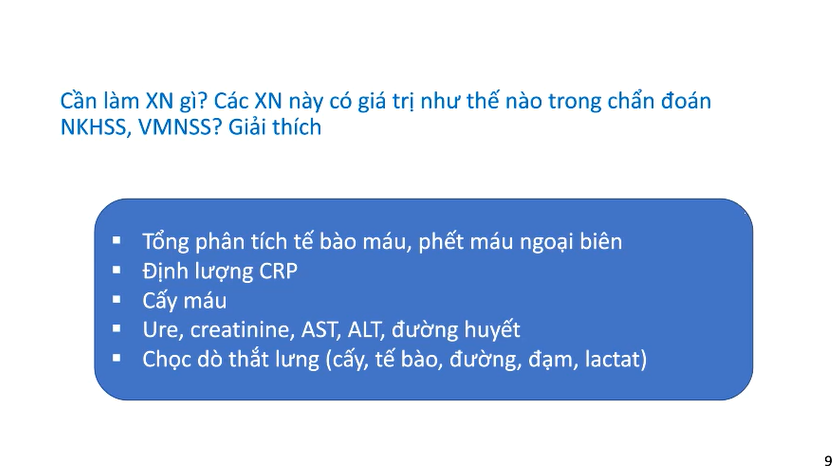 Cần làm XN gì? Các XN này có giá trị như thế nào trong chẩn đoán
NKHSS, VMNSS? Giải thích
▪ Tổng phân tích tế bào máu, phết máu ngoại biên
▪ Định lượng CRP
▪ Cấy máu
▪ Ure, creatinine, AST, ALT, đường huyết
▪ Chọc dò thắt lưng (cấy, tế bào, đường, đạm, lactat)
9